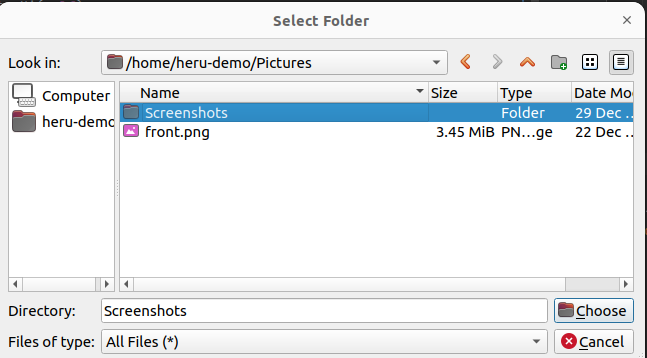 Select Folder
Look in: /home/heru-demo/Pictures
Computer
heru-demo
Name Size Type Date Mo
Screenshots Folder 29 Dec ...
front.png 3.45 MiB PN...ge 22 Dec ...
Directory: Screenshots Choose
Files of type: All Files (*) Cancel